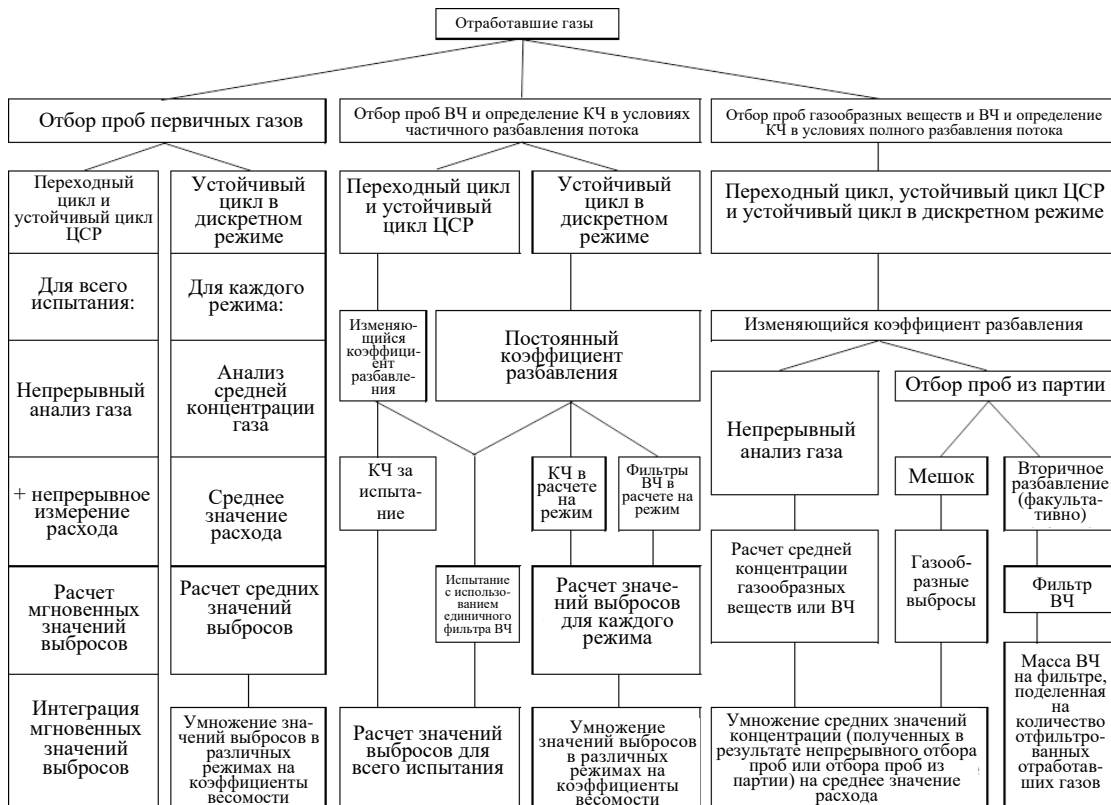 Отработавшие газы
Отбор проб первичных газов
Отбор проб ВЧ и определение КЧ в условиях
частичного разбавления потока
Отбор проб газообразных веществ и ВЧ и определение
КЧ в условиях полного разбавления потока
Переходный
цикл и
устойчивый цикл
ЦСР
Устойчивый
цикл в
дискретном
режиме
Переходный цикл
и устойчивый
цикл ЦСР
Устойчивый
цикл в
дискретном
режиме
Переходный цикл, устойчивый цикл ЦСР
и устойчивый цикл в дискретном режиме
Для всего
испытания:
Для каждого
режима:
Изменяю-
щийся
коэффици-
ент
разбавле-
ния
Постоянный
коэффициент
разбавления
Изменяющийся коэффициент разбавления
Непрерывный
анализ газа
Анализ
средней
концентрации
газа
Непрерывный
анализ газа
Отбор проб из партии
+ непрерывное
измерение
расхода
Среднее
значение
расхода
КЧ за
испыта-
ние
КЧ в
расчете
на
режим
Фильтры
ВЧ в
расчете на
режим
Мешок
Вторичное
разбавление
(факульта-
тивно)
Расчет
мгновенных
значений
выбросов
Расчет средних
значений
выбросов
Испытание
с исполь-
зованием
единичного
фильтра ВЧ
Расчет значе-
ний выбросов
для каждого
режима
Расчет средней
концентрации
газообразных
веществ или ВЧ
Газооб-
разные
выбросы
Фильтр
ВЧ
Интеграция
мгновенных
значений
выбросов
Умножение зна-
чений выбросов в
различных
режимах на
коэффициенты
весомости
Расчет значений
выбросов для
всего испытания
Умножение
значений выбросов
в различных
режимах на
коэффициенты
весомости
Умножение средних значений
концентрации (полученных в
результате непрерывного отбора
проб или отбора проб из
партии) на среднее значение
расхода
Масса ВЧ
на фильтре,
поделенная
на
количество
отфильтро-
ванных
отработав-
ших газов